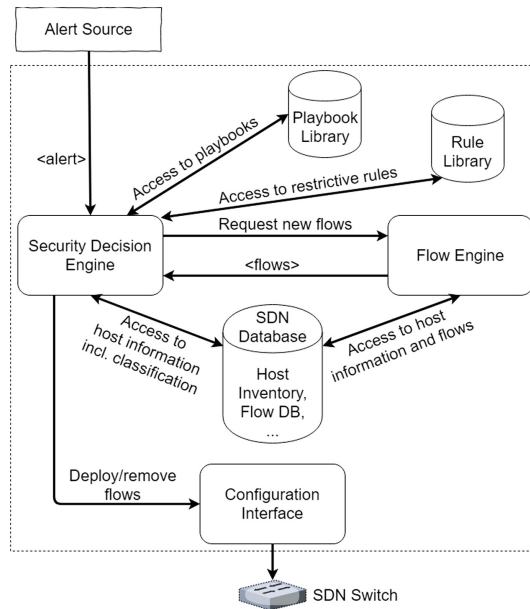 Alert Source
Playbook
Library
Rule
Library
<alert>
Access to playbooks
Access to restrictive rules
Security Decision
Engine
Request new flows
<flows>
Flow Engine
Access to
host information
incl. classification
SDN
Database
Host
Inventory,
Flow DB,
...
Access to host
information and flows
Deploy/remove
flows
Configuration
Interface
SDN Switch